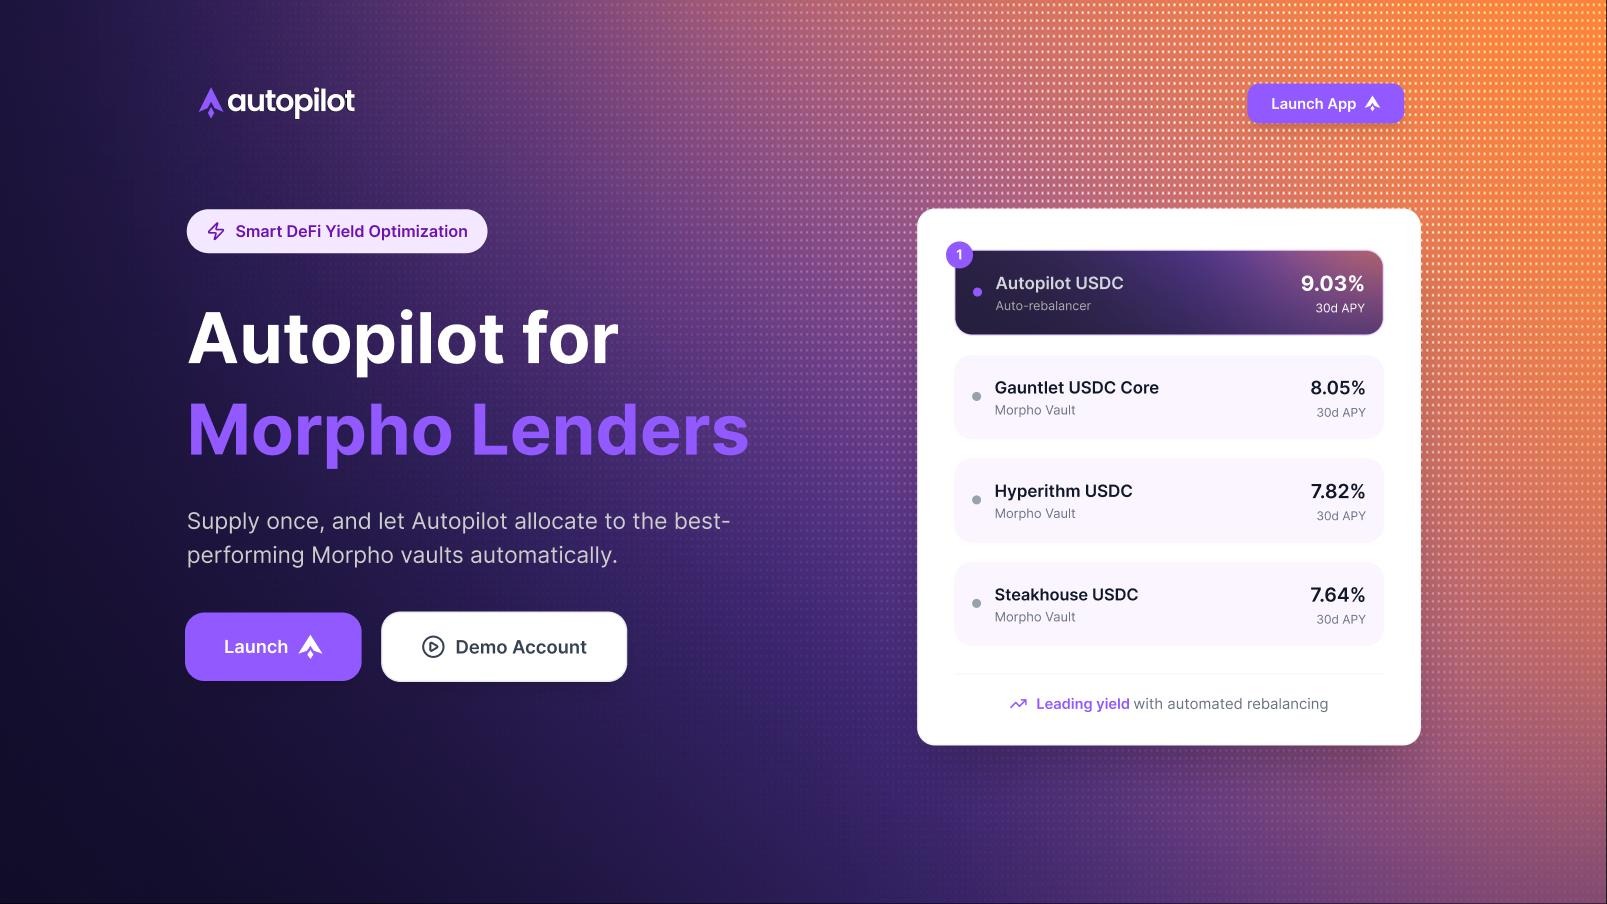 autopilot
Launch App
Smart DeFi Yield Optimization
Autopilot for
Morpho Lenders
Supply once, and let Autopilot allocate to the best-
performing Morpho vaults automatically.
Launch
Demo Account
1
Autopilot USDC
9.03%
Auto-rebalancer
30d APY
Gauntlet USDC Core
8.05%
Morpho Vault
30d APY
Hyperithm USDC
7.82%
Morpho Vault
30d APY
Steakhouse USDC
7.64%
Morpho Vault
30d APY
Leading yield with automated rebalancing